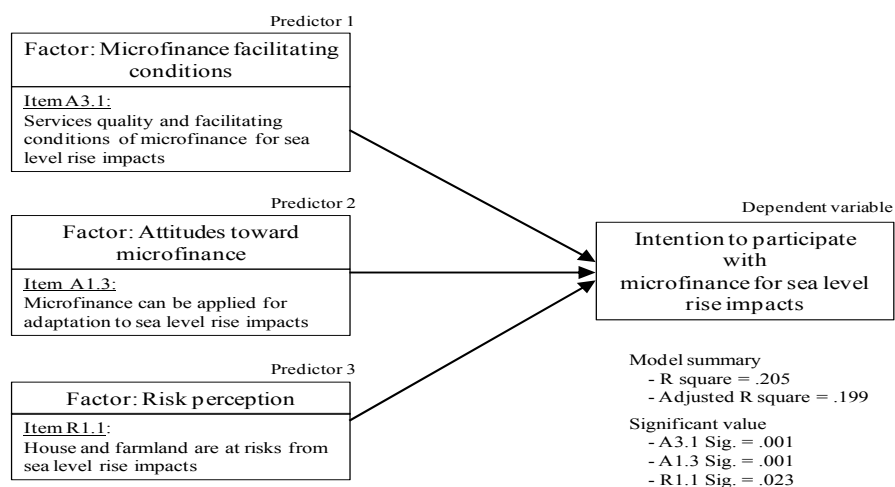 Predictor 1
Factor: Microfinance facilitating
conditions
Item A3.1:
Services quality and facilitating
conditions of microfinance for sea
level rise impacts
Predictor 2
Factor: Attitudes toward
microfinance
Item A1.3:
Microfinance can be applied for
adaptation to sea level rise impacts
Predictor 3
Factor: Risk perception
Item R1.1:
House and farmland are at risks from
sea level rise impacts
Dependent variable
Intention to participate
with
microfinance for sea level
rise impacts
Model summary
- R square = .205
- Adjusted R square = .199
Significant value
- A3.1 Sig. = .001
- A1.3 Sig. = .001
- R1.1 Sig. = .023